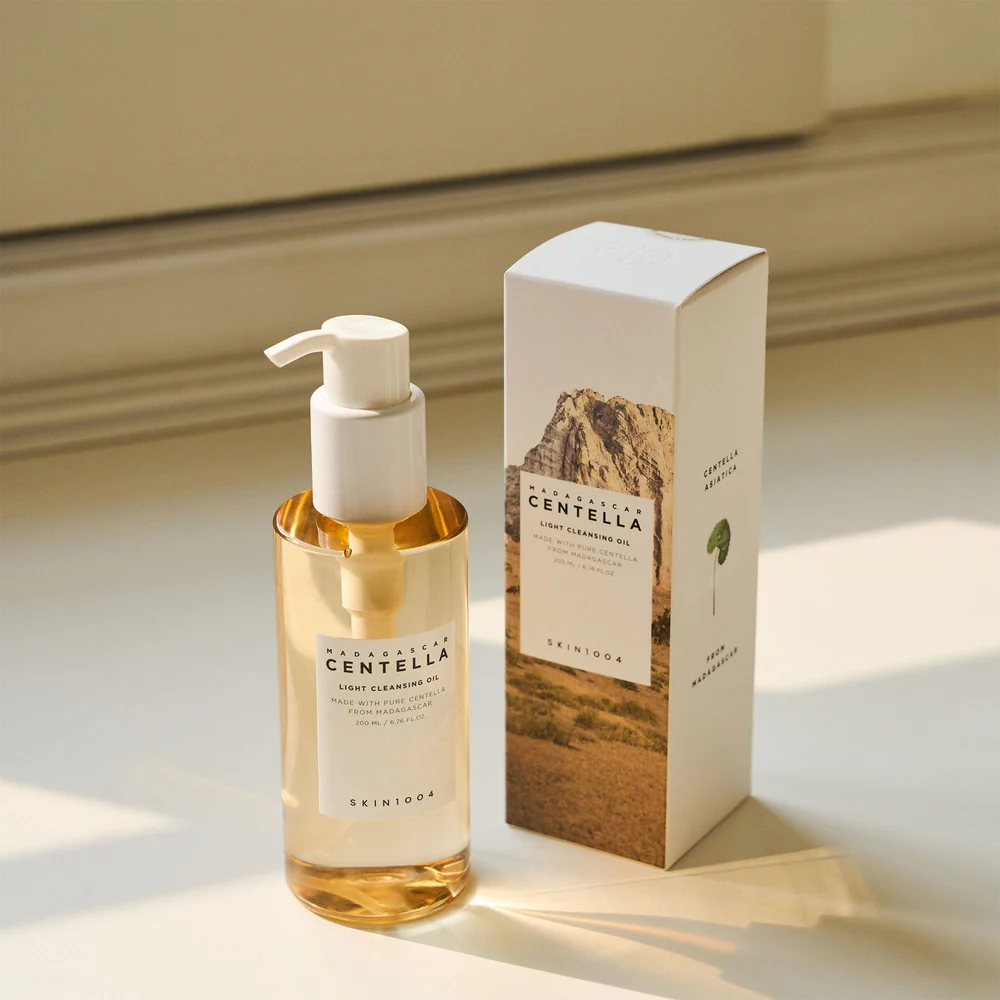 MADAGASCAR
CENTELLA
LIGHT CLEANSING OIL
MADE WITH PURE CENTELLA
FROM MADAGASCAR
200 ML / 6.76 FL.OZ.
SKIN1004
MADAGASCAR
CENTELLA
LIGHT CLEANSING OIL
MADE WITH PURE CENTELLA
FROM MADAGASCAR
200 ML / 6.76 FL.OZ.
SKIN1004
CENTELLA
ASIATICA
FROM
MADAGASCAR